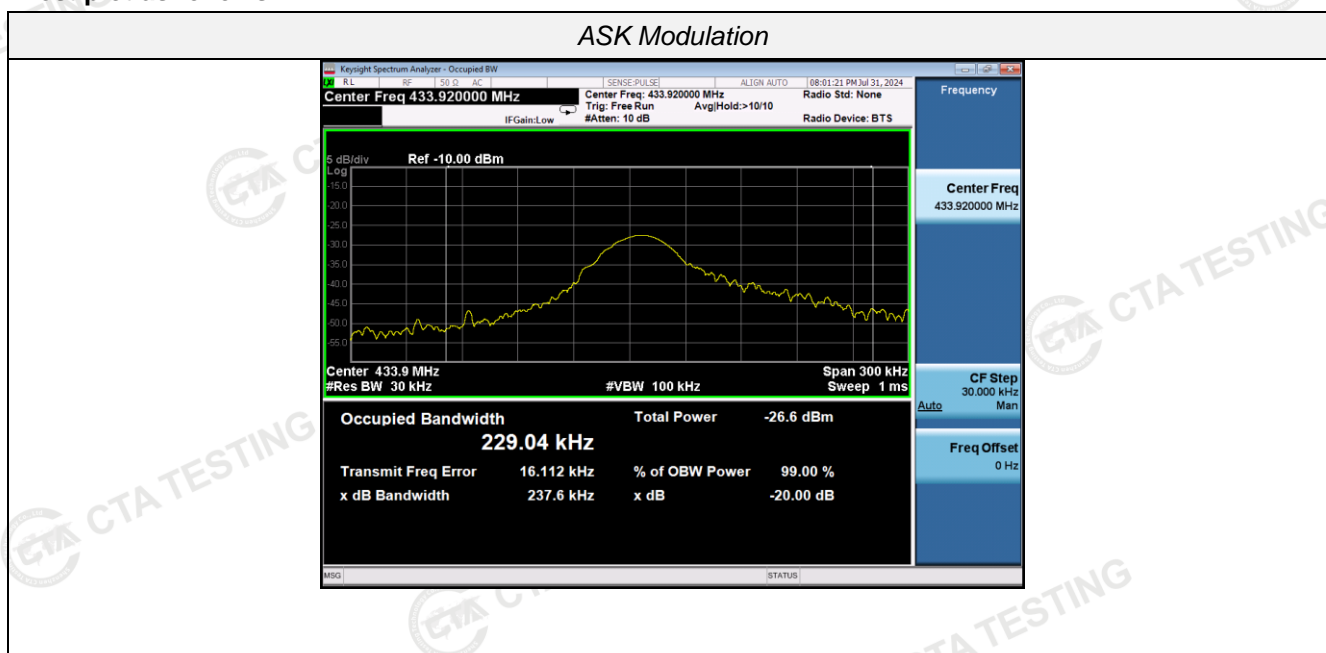 ASK Modulation
Keysight Spectrum Analyzer - Occupied BW
RL RF 50 Ω AC SENSE:PULSE ALIGN AUTO 08:01:21 PM Jul 31, 2024
Center Freq 433.920000 MHz
Center Freq: 433.920000 MHz
Radio Std: None
Trig: Free Run Avg|Hold:>10/10
IFGain:Low #Atten: 10 dB Radio Device: BTS
5 dB/div Ref -10.00 dBm
Log
-15.0
-20.0
-25.0
-30.0
-35.0
-40.0
-45.0
-50.0
-55.0
Center 433.9 MHz Span 300 kHz
#Res BW 30 kHz #VBW 100 kHz Sweep 1 ms
Occupied Bandwidth Total Power -26.6 dBm
229.04 kHz
Transmit Freq Error 16.112 kHz % of OBW Power 99.00 %
x dB Bandwidth 237.6 kHz x dB -20.00 dB
MSG STATUS
Frequency
Center Freq
433.920000 MHz
CF Step
30.000 kHz
Auto Man
Freq Offset
0 Hz
CTA TESTING
CTA TESTING
CTA TESTING